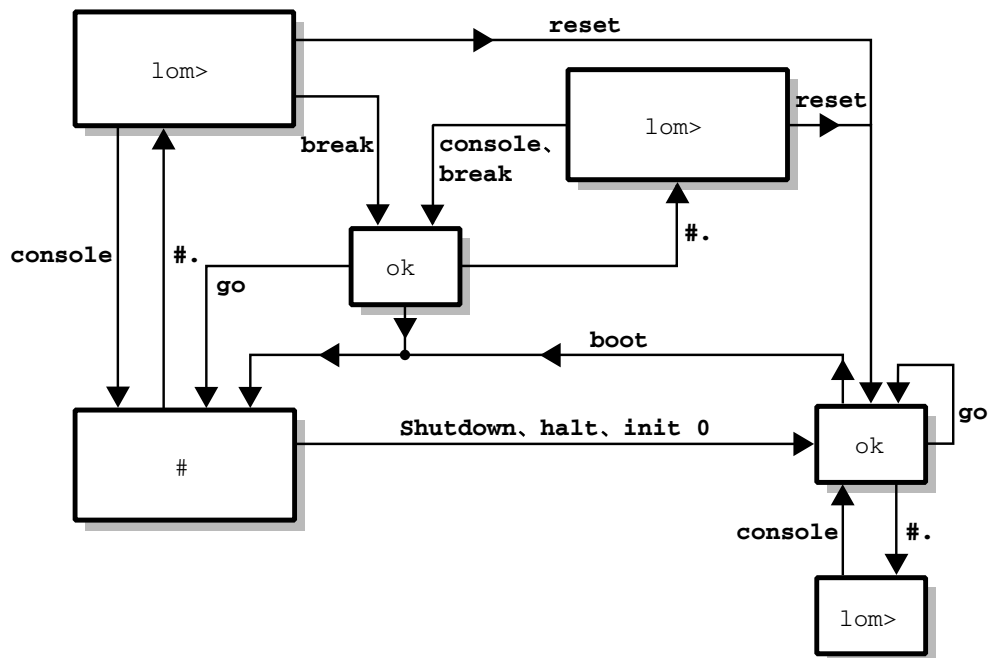 reset
lom>
reset
lom>
break
console、
break
console
#.
#.
ok
go
boot
go
Shutdown、halt、init 0
ok
#
console
#.
lom>